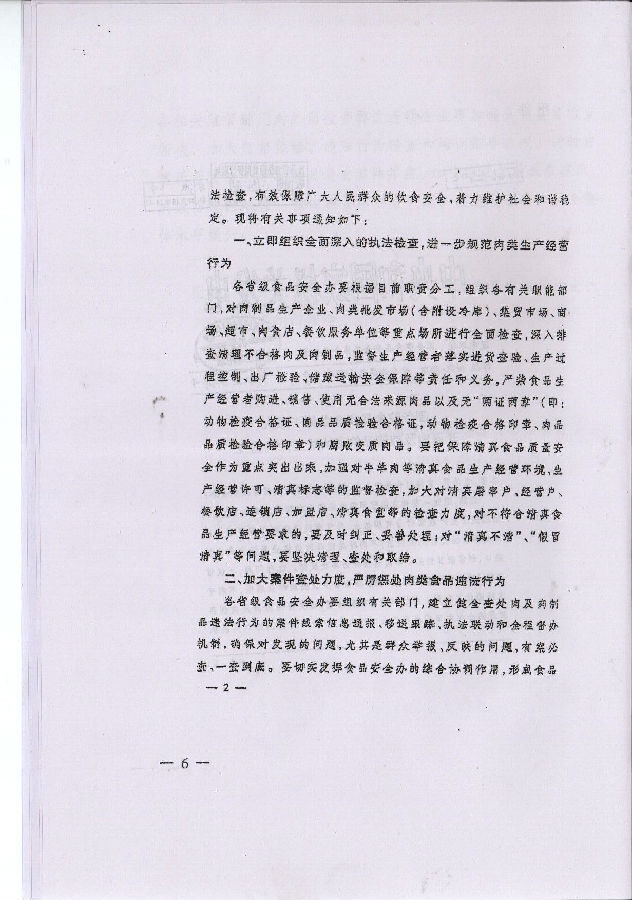 法检查,有效保障广大人民群众的饮食安全,着力维护社会和谐稳
定。现将有关事项通知如下:
一、立即组织全面深入的执法检查,进一步规范肉类生产经营
行为
各省级食品安全办要根据目前职责分工,组织各有关职能部
门,对肉制品生产企业、肉类批发市场(含附设冷库)、集贸市场、商
场、超市、肉食店、餐饮服务单位等重点场所进行全面检查,深入排
查清理不合格肉及肉制品,监督生产经营者落实进货查验、生产过
程控制、出厂检验、储藏运输安全保障等责任和义务。严禁食品生
产经营者购进、销售、使用无合法来源肉品以及无“两证两章”(即:
动物检疫合格证、肉品品质检验合格证,动物检疫合格印章、肉品
品质检验合格印章)和腐败变质肉品。要把保障清真食品质量安
全作为重点突出出来,加强对牛羊肉等清真食品生产经营环境、生
产经营许可、清真标志等的监督检查,加大对清真屠宰户、经营户、
餐饮店、连锁店、加盟店、清真食堂等的检查力度,对不符合清真食
品生产经营要求的,要及时纠正、妥善处理;对“清真不清”、“假冒
清真”等问题,要坚决清理、查处和取缔。
二、加大案件查处力度,严厉惩处肉类食品违法行为
各省级食品安全办要组织有关部门,建立健全查处肉及肉制
品违法行为的案件线索信息通报、移送跟踪、执法联动和全程督办
机制,确保对发现的问题,尤其是群众举报、反映的问题,有案必
查、一查到底。要切实发挥食品安全办的综合协调作用,形成食品
— 2 —
— 6 —